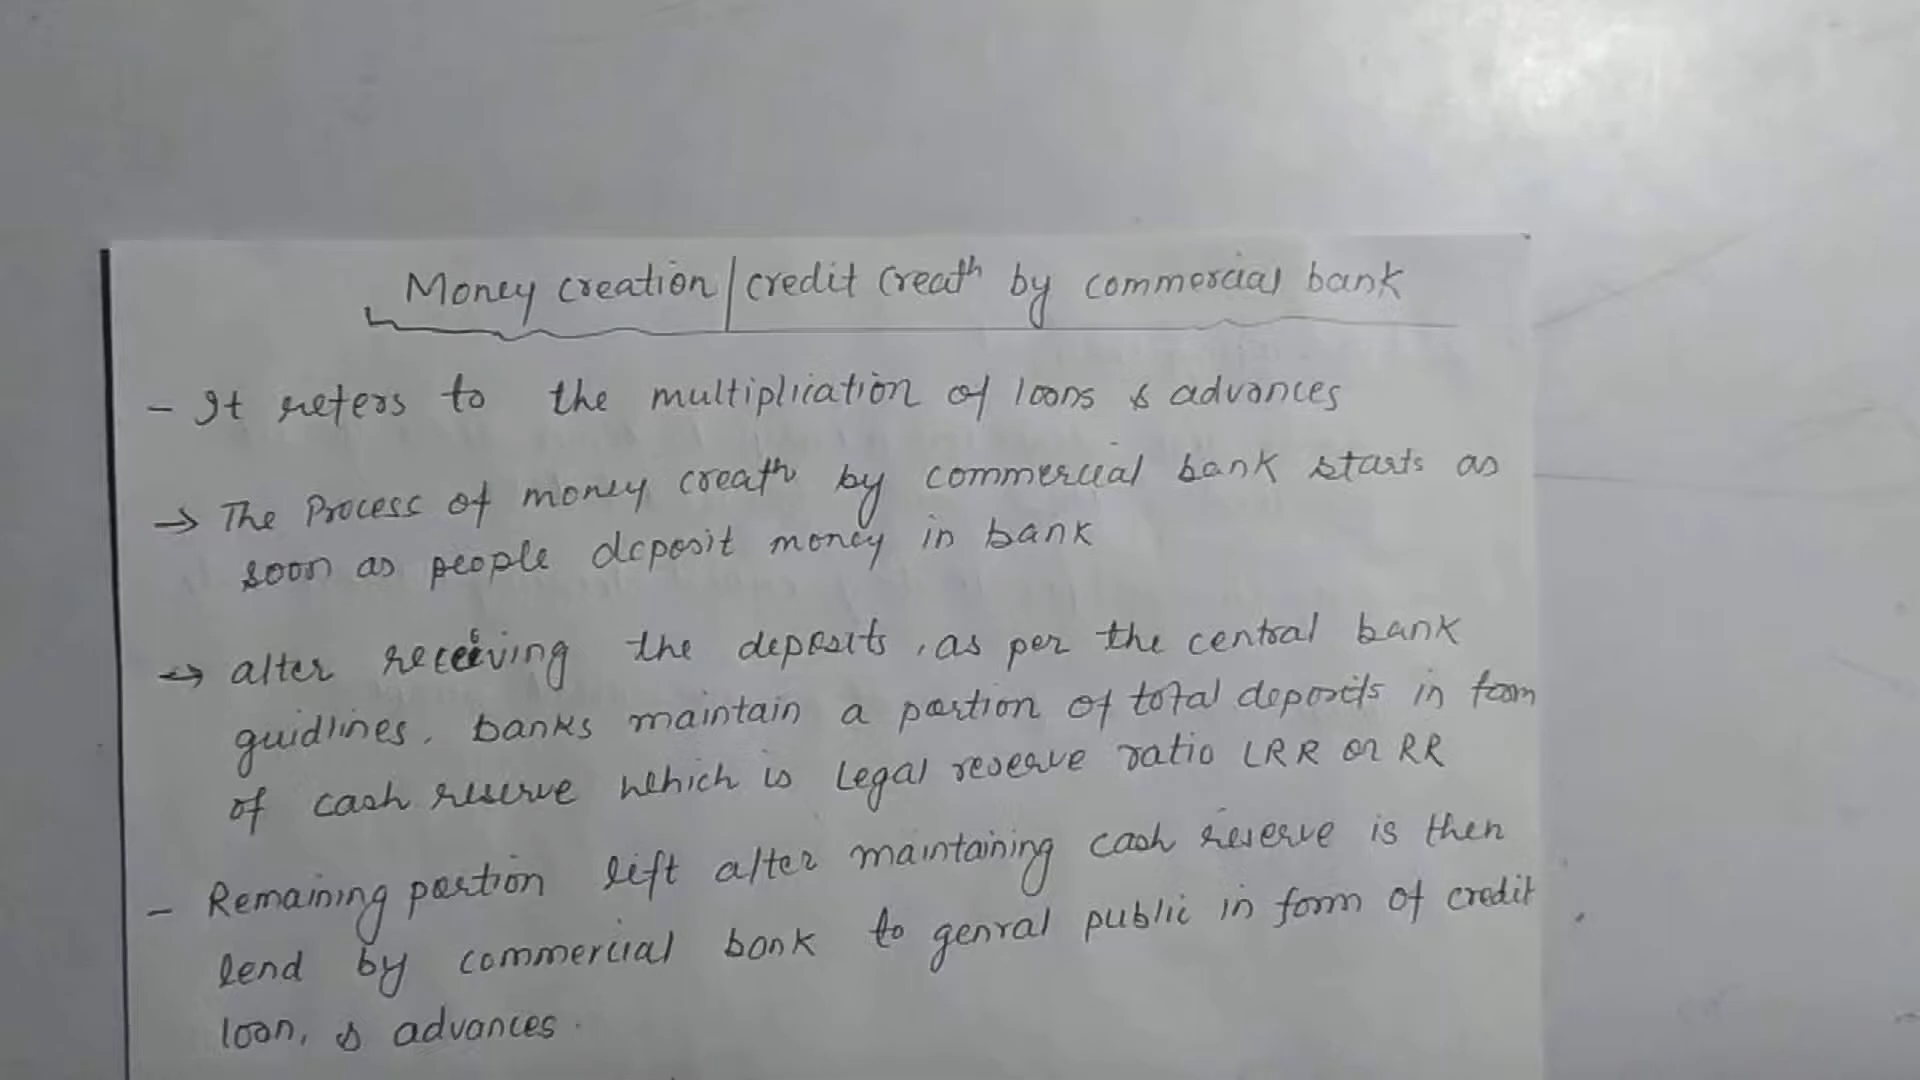 Money creation/credit creatn by commercial bank
- It refers to the multiplication of loans & advances
→ The Process of money creatn by commercial bank starts as
soon as people deposit money in bank
→ after receiving the deposits, as per the central bank
guidlines, banks maintain a portion of total deposits in form
of cash reserve which is Legal reserve ratio LRR or RR
- Remaining portion left after maintaining cash reserve is then
lend by commercial bank to genral public in form of credit
loan, & advances.